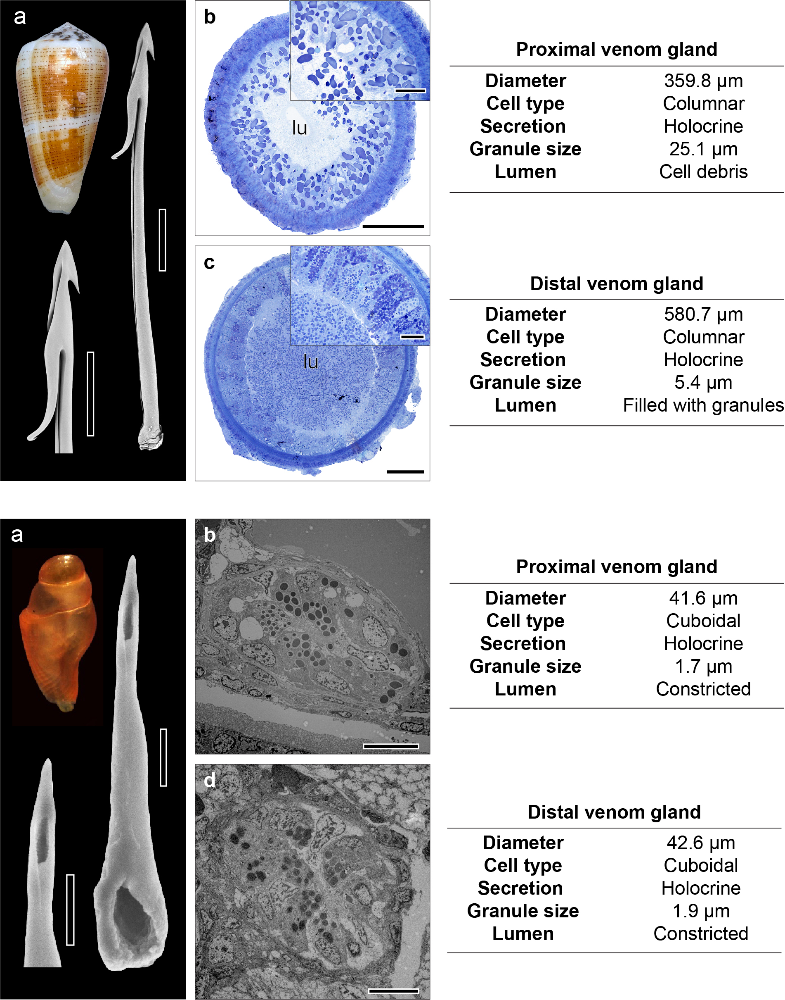 a
b
lu
Proximal venom gland
Diameter 359.8 µm
Cell type Columnar
Secretion Holocrine
Granule size 25.1 µm
Lumen Cell debris
c
lu
Distal venom gland
Diameter 580.7 µm
Cell type Columnar
Secretion Holocrine
Granule size 5.4 µm
Lumen Filled with granules
a
b
Proximal venom gland
Diameter 41.6 µm
Cell type Cuboidal
Secretion Holocrine
Granule size 1.7 µm
Lumen Constricted
d
Distal venom gland
Diameter 42.6 µm
Cell type Cuboidal
Secretion Holocrine
Granule size 1.9 µm
Lumen Constricted